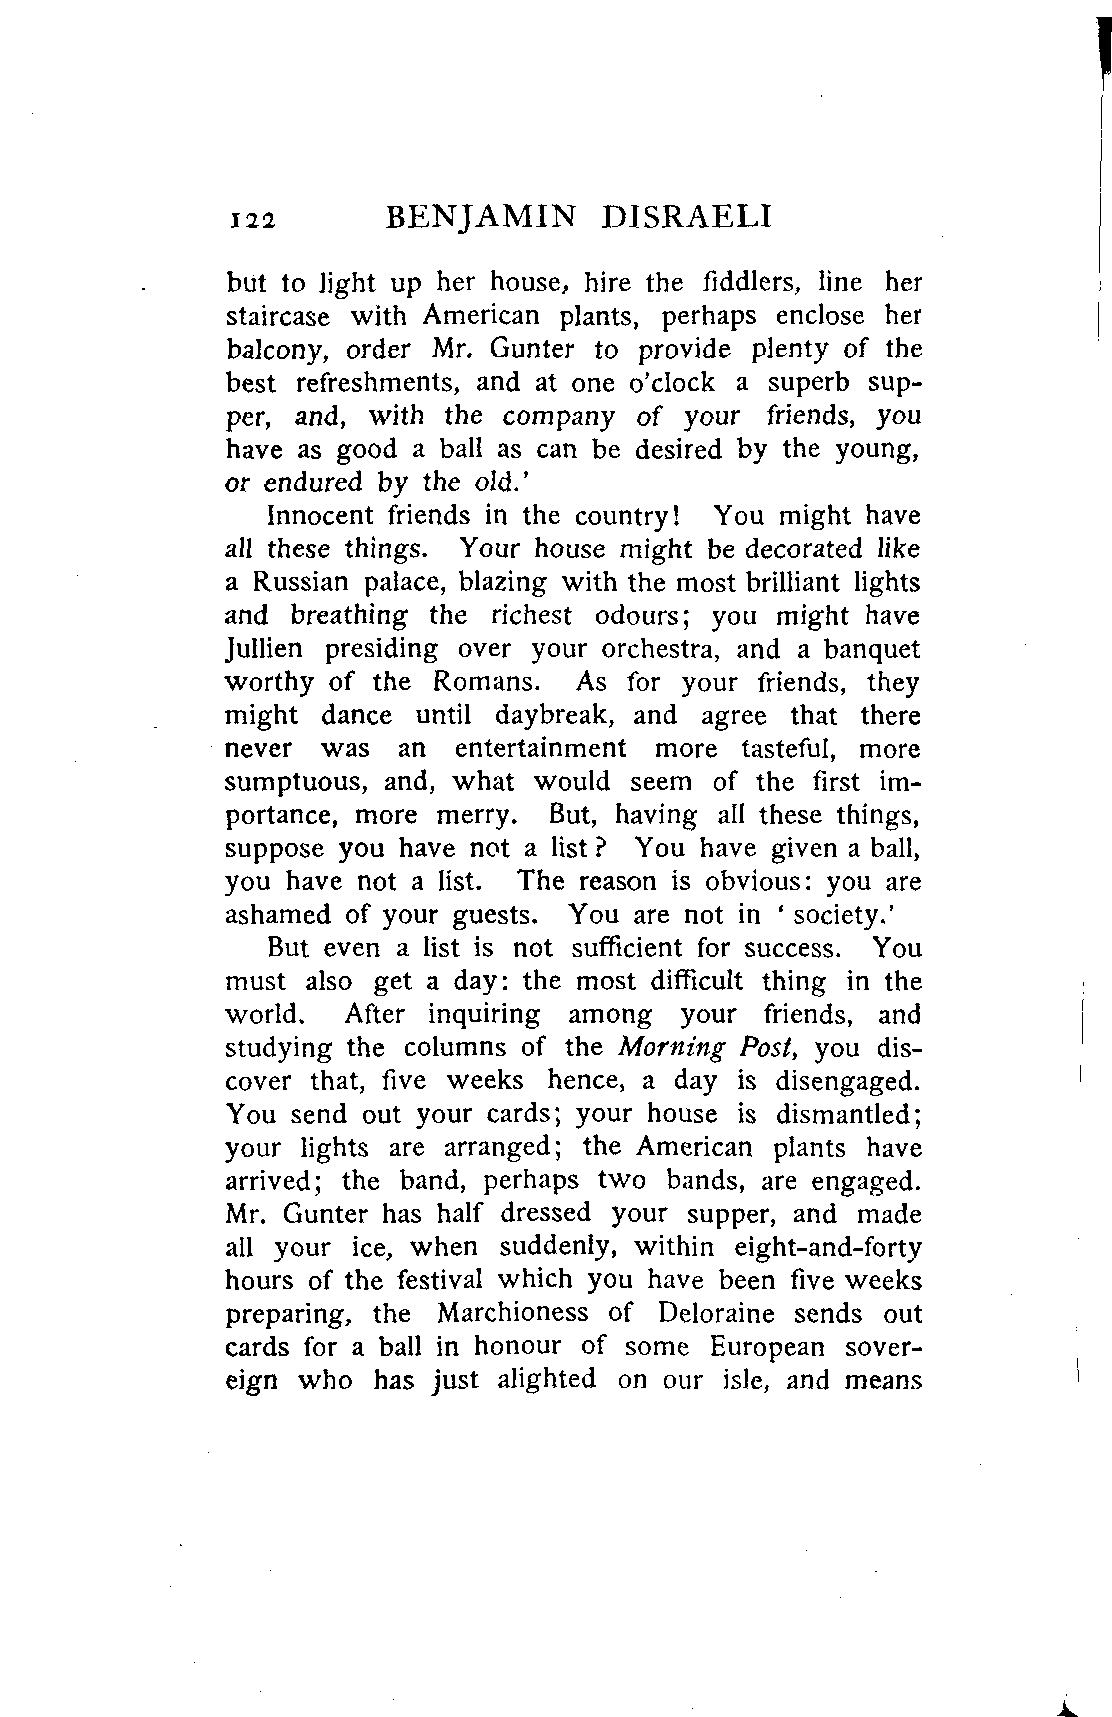 122 BENJAMIN DISRAELI
but to light up her house, hire the fiddlers, line her
staircase with American plants, perhaps enclose her
balcony, order Mr. Gunter to provide plenty of the
best refreshments, and at one o'clock a superb sup-
per, and, with the company of your friends, you
have as good a ball as can be desired by the young,
or endured by the old.'
Innocent friends in the country! You might have
all these things. Your house might be decorated like
a Russian palace, blazing with the most brilliant lights
and breathing the richest odours; you might have
Jullien presiding over your orchestra, and a banquet
worthy of the Romans. As for your friends, they
might dance until daybreak, and agree that there
never was an entertainment more tasteful, more
sumptuous, and, what would seem of the first im-
portance, more merry. But, having all these things,
suppose you have not a list? You have given a ball,
you have not a list. The reason is obvious: you are
ashamed of your guests. You are not in ‘ society.’
But even a list is not sufficient for success. You
must also get a day: the most difficult thing in the
world. After inquiring among your friends, and
studying the columns of the Morning Post, you dis-
cover that, five weeks hence, a day is disengaged.
You send out your cards; your house is dismantled;
your lights are arranged; the American plants have
arrived; the band, perhaps two bands, are engaged.
Mr. Gunter has half dressed your supper, and made
all your ice, when suddenly, within eight-and-forty
hours of the festival which you have been five weeks
preparing, the Marchioness of Deloraine sends out
cards for a ball in honour of some European sover-
eign who has just alighted on our isle, and means